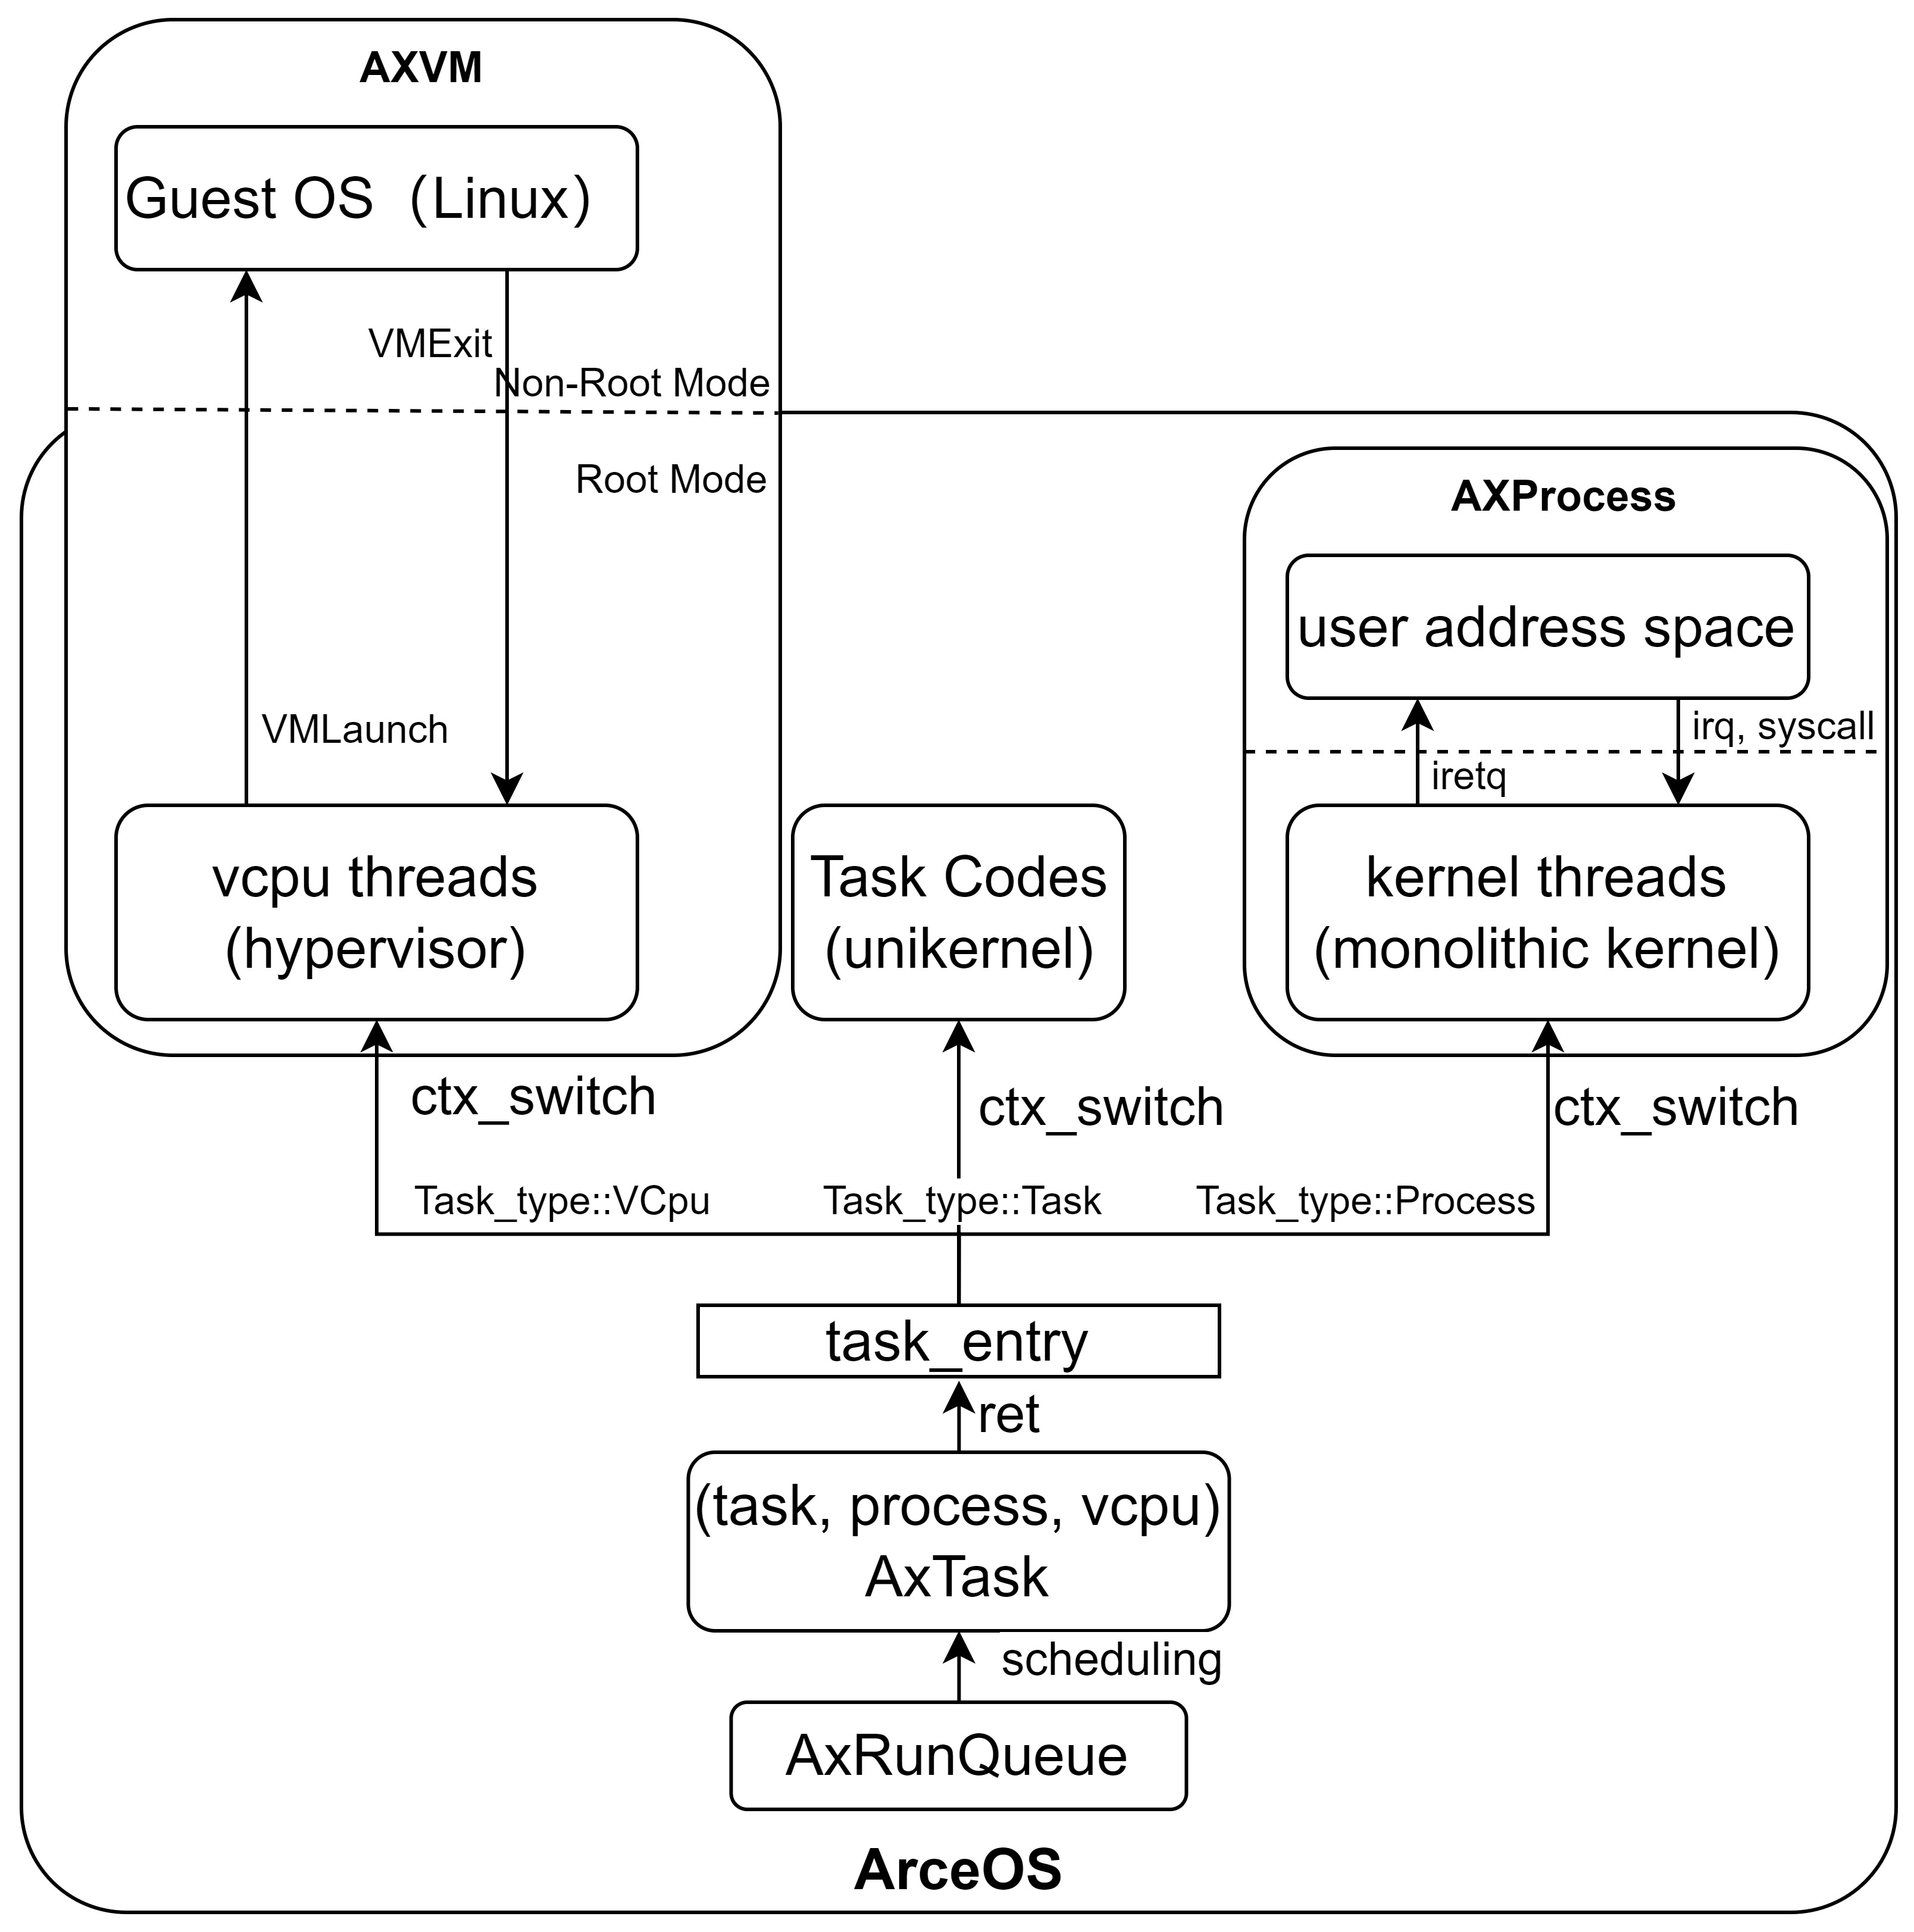 AXVM
Guest OS（Linux）
VMExit
Non-Root Mode
Root Mode
VMLaunch
vcpu threads
(hypervisor)
Task Codes
(unikernel)
AXProcess
user address space
irq, syscall
iretq
kernel threads
(monolithic kernel)
ctx_switch
ctx_switch
ctx_switch
Task_type::VCpu
Task_type::Task
Task_type::Process
task_entry
ret
(task, process, vcpu)
AxTask
scheduling
AxRunQueue
ArceOS